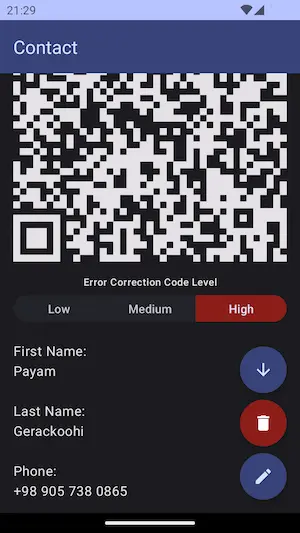 21:29
Contact
Error Correction Code Level
Low Medium High
First Name:
Payam
Last Name:
Gerackoohi
Phone:
+98 905 738 0865